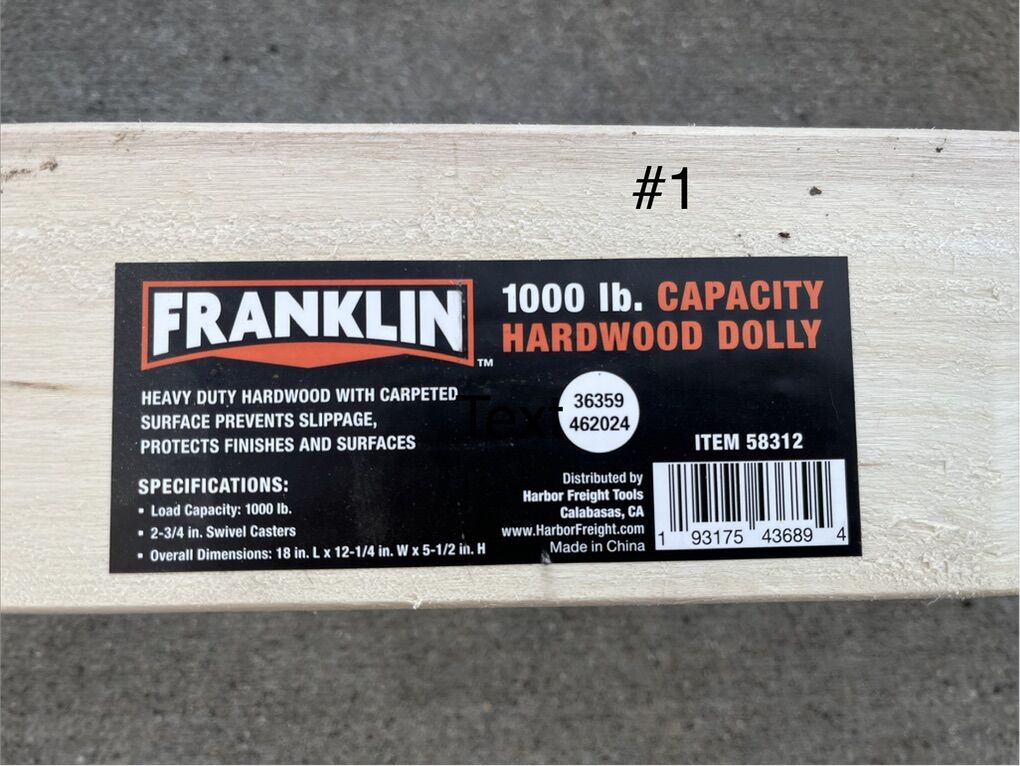 #1
FRANKLIN™
1000 lb. CAPACITY
HARDWOOD DOLLY
HEAVY DUTY HARDWOOD WITH CARPETED
SURFACE PREVENTS SLIPPAGE,
PROTECTS FINISHES AND SURFACES
Text
36359
462024
ITEM 58312
SPECIFICATIONS:
▪ Load Capacity: 1000 lb.
▪ 2-3/4 in. Swivel Casters
▪ Overall Dimensions: 18 in. L x 12-1/4 in. W x 5-1/2 in. H
Distributed by
Harbor Freight Tools
Calabasas, CA
www.HarborFreight.com
Made in China
1 93175 43689 4